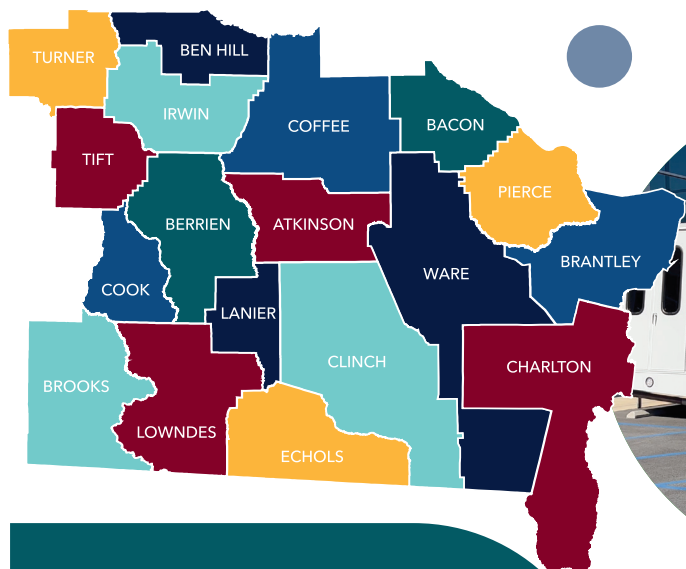 BEN HILL
TURNER
IRWIN
COFFEE
BACON
TIFT
PIERCE
BERRIEN
ATKINSON
BRANTLEY
WARE
COOK
LANIER
CLINCH
CHARLTON
BROOKS
LOWNDES
ECHOLS